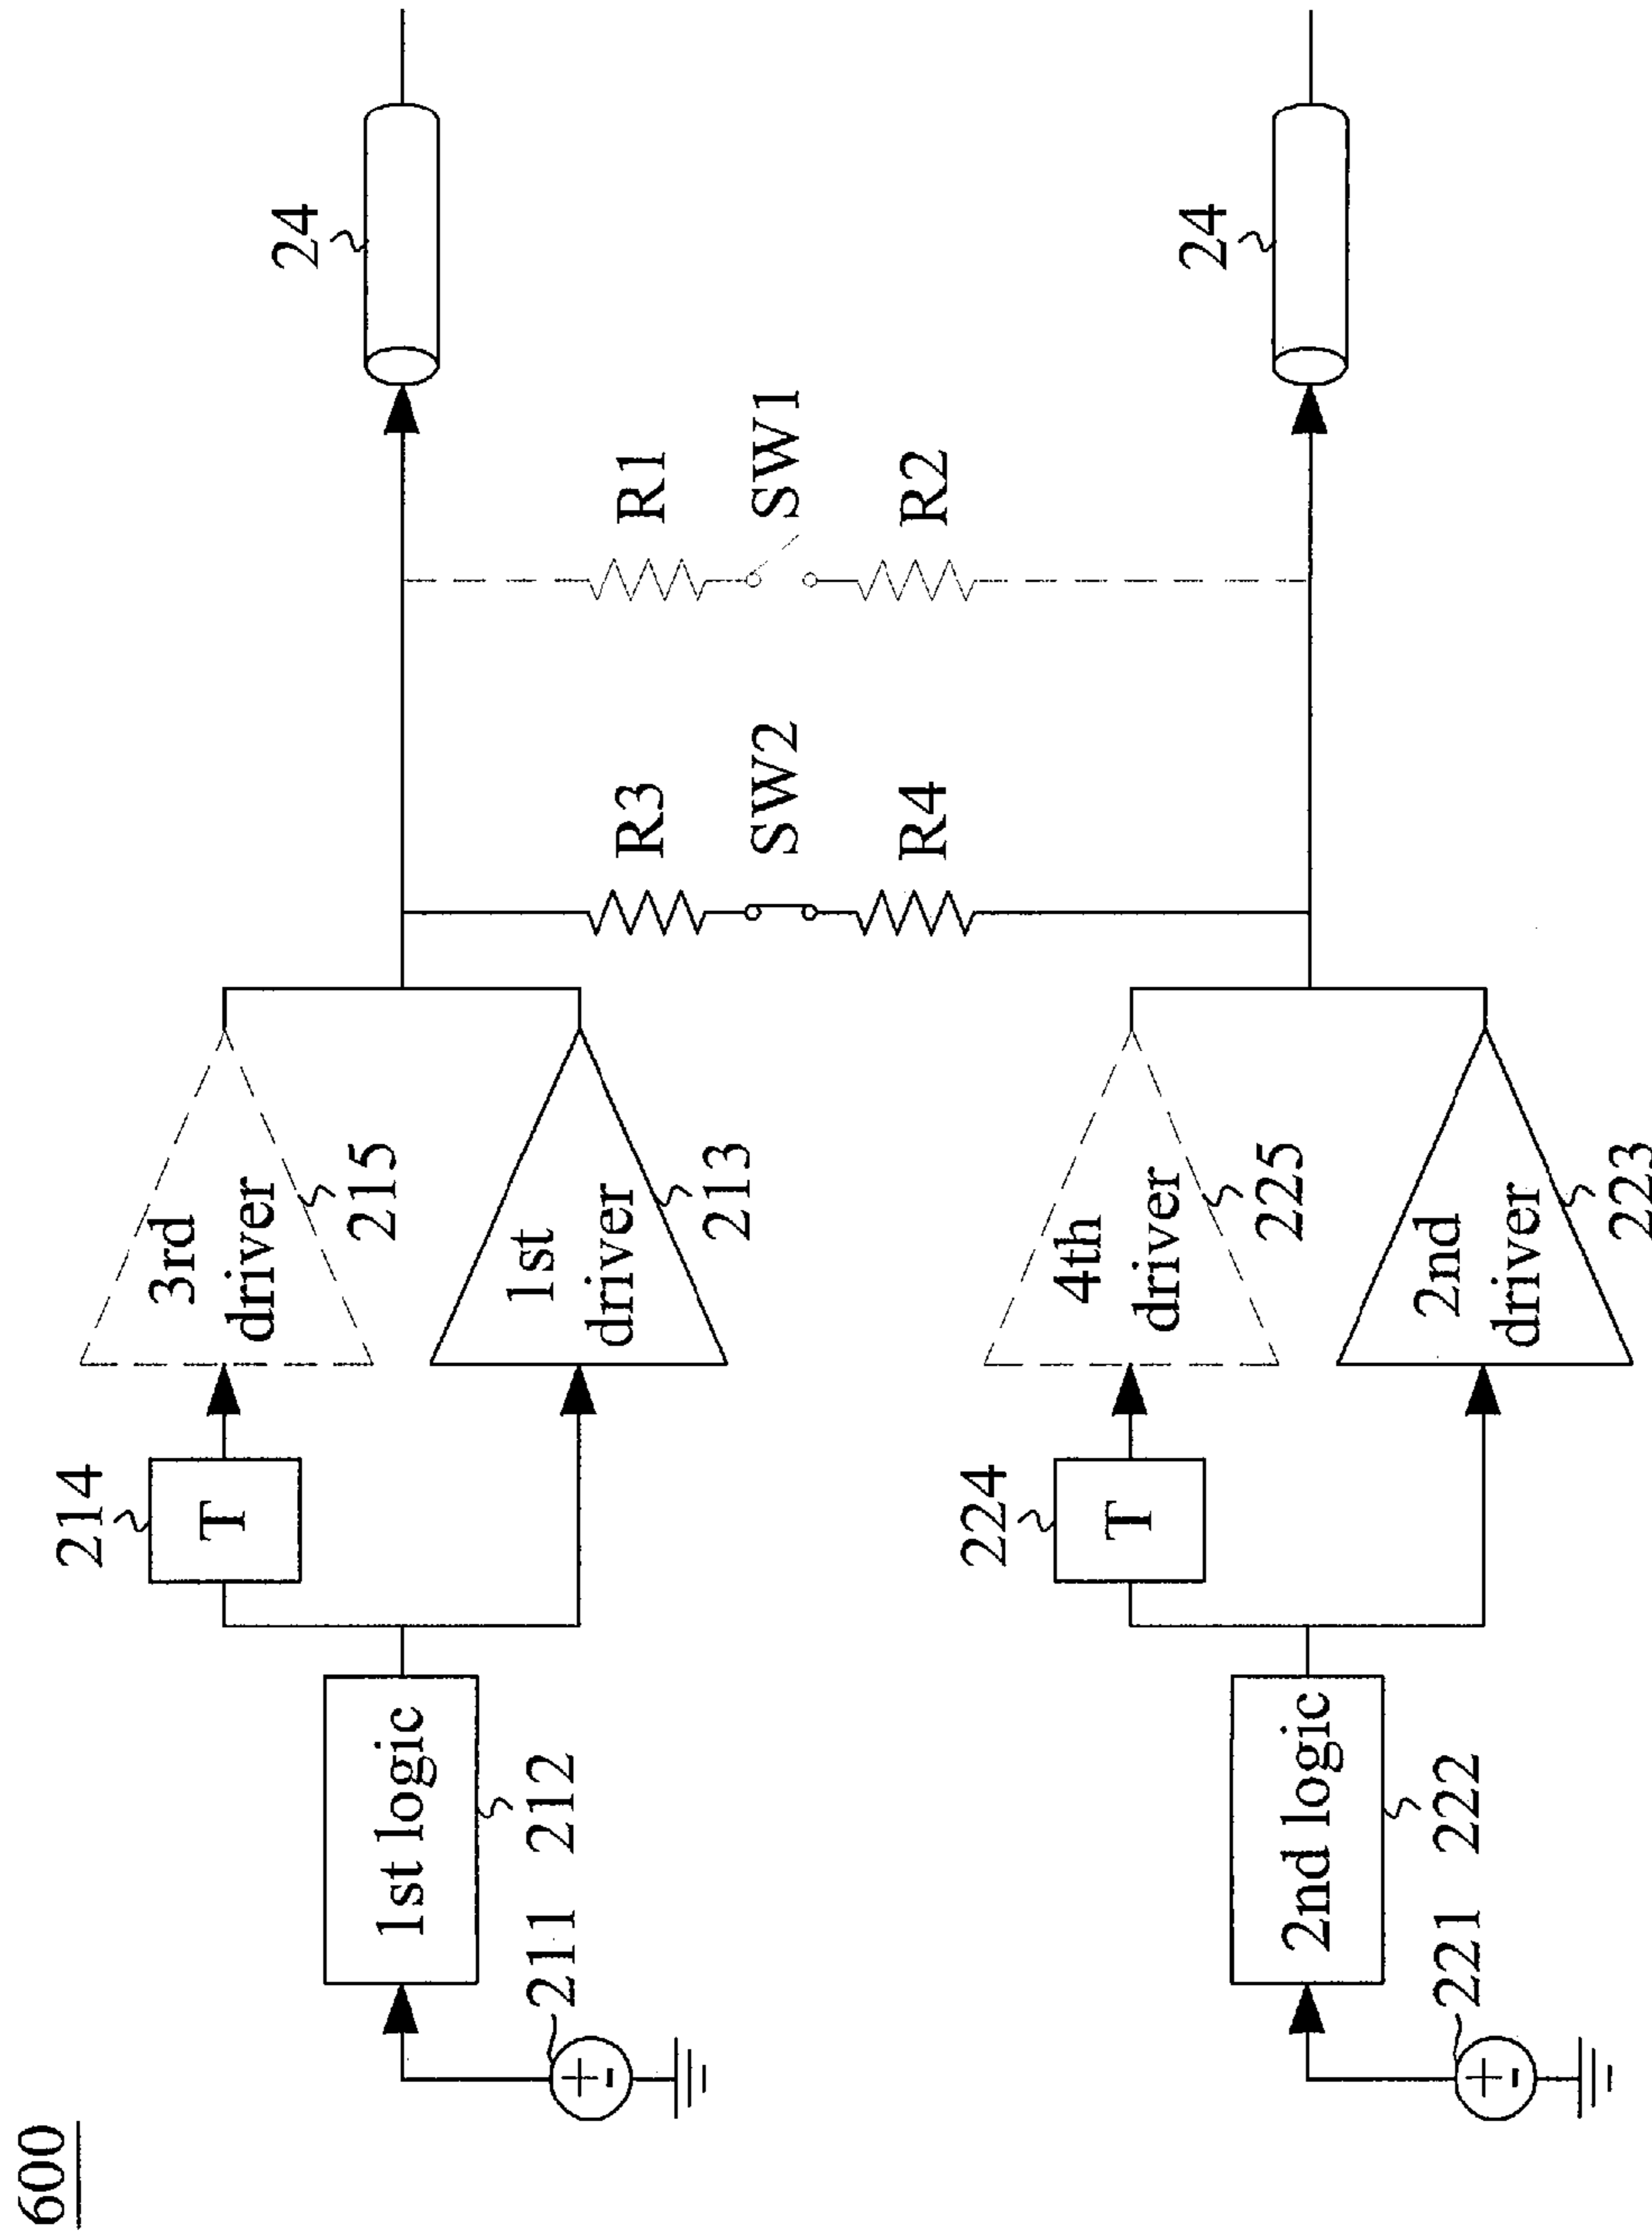 600
24
214
T
3rd
driver
215
1st logic
211
212
1st
driver
213
R3
SW2
R4
R1
SW1
R2
24
224
T
4th
driver
225
2nd logic
221
222
2nd
driver
223